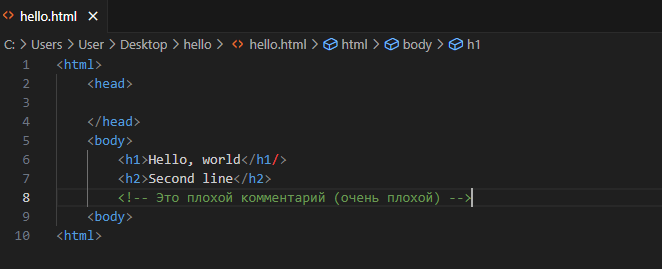 hello.html ×
C: > Users > User > Desktop > hello > hello.html > html > body > h1
1 <html>
2     <head>
3
4     </head>
5     <body>
6         <h1>Hello, world</h1/>
7         <h2>Second line</h2>
8         <!-- Это плохой комментарий (очень плохой) -->
9     <body>
10 <html>